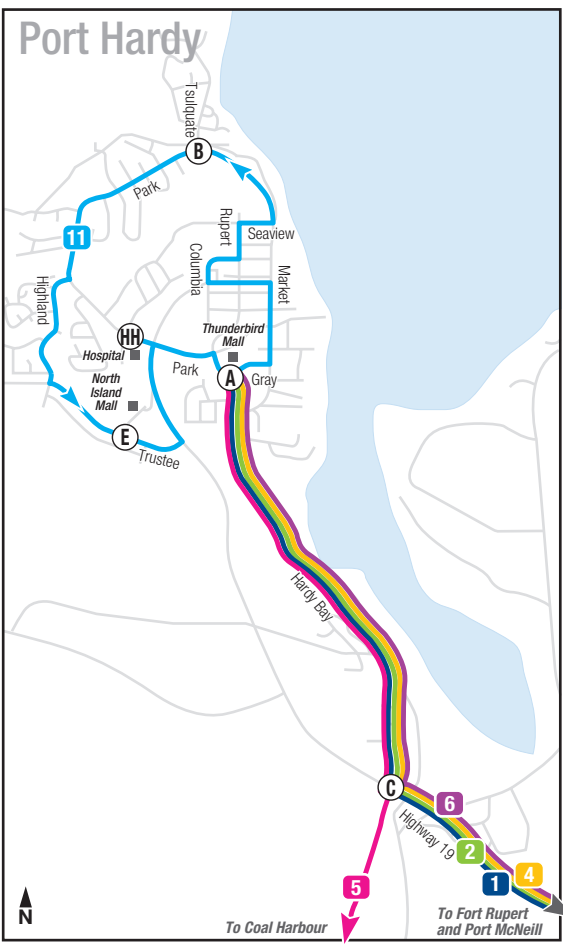 Port Hardy
Tsulquate
B
Park
11
Rupert
Seaview
Columbia
Highland
Market
HH
Hospital
Thunderbird
Mall
Park
A
Gray
North
Island
Mall
E
Trustee
Hardy Bay
C
6
Highway 19
2
1
4
5
N
To Coal Harbour
To Fort Rupert
and Port McNeill